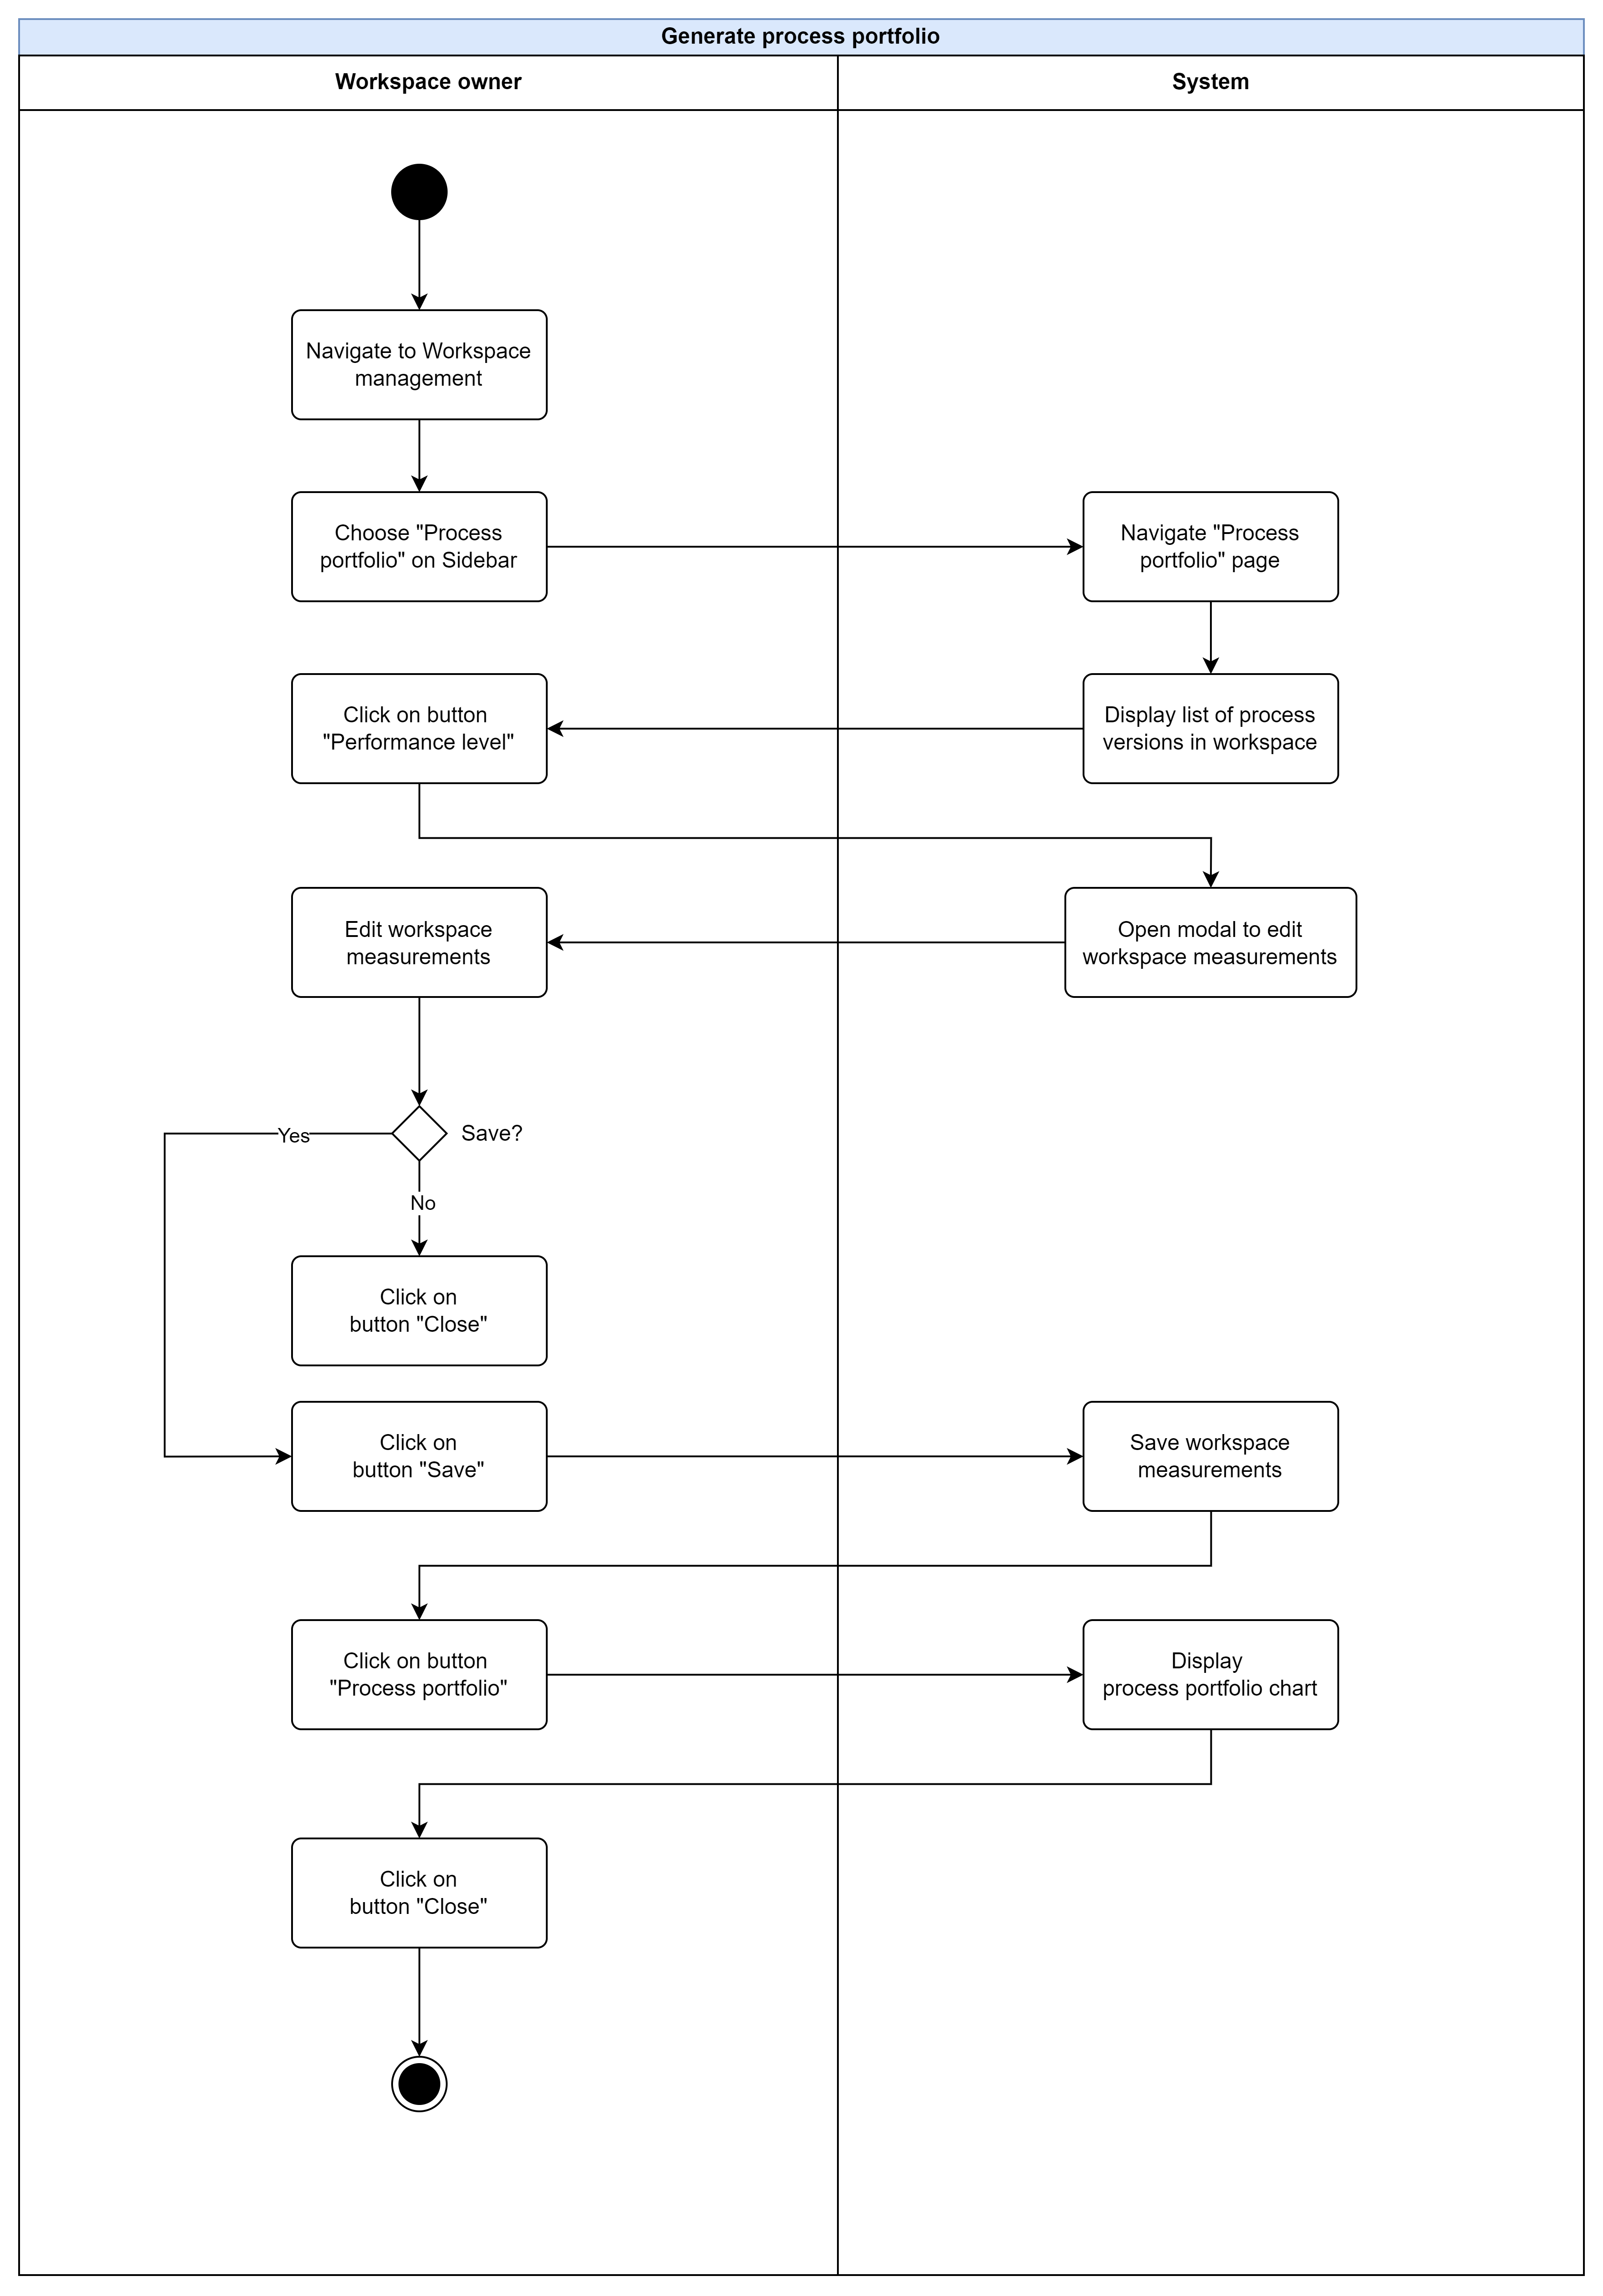 Generate process portfolio
Workspace owner
System
Navigate to Workspace
management
Choose "Process
portfolio" on Sidebar
Navigate "Process
portfolio" page
Click on button
"Performance level"
Display list of process
versions in workspace
Edit workspace
measurements
Open modal to edit
workspace measurements
Yes
Save?
No
Click on
button "Close"
Click on
button "Save"
Save workspace
measurements
Click on button
"Process portfolio"
Display
process portfolio chart
Click on
button "Close"